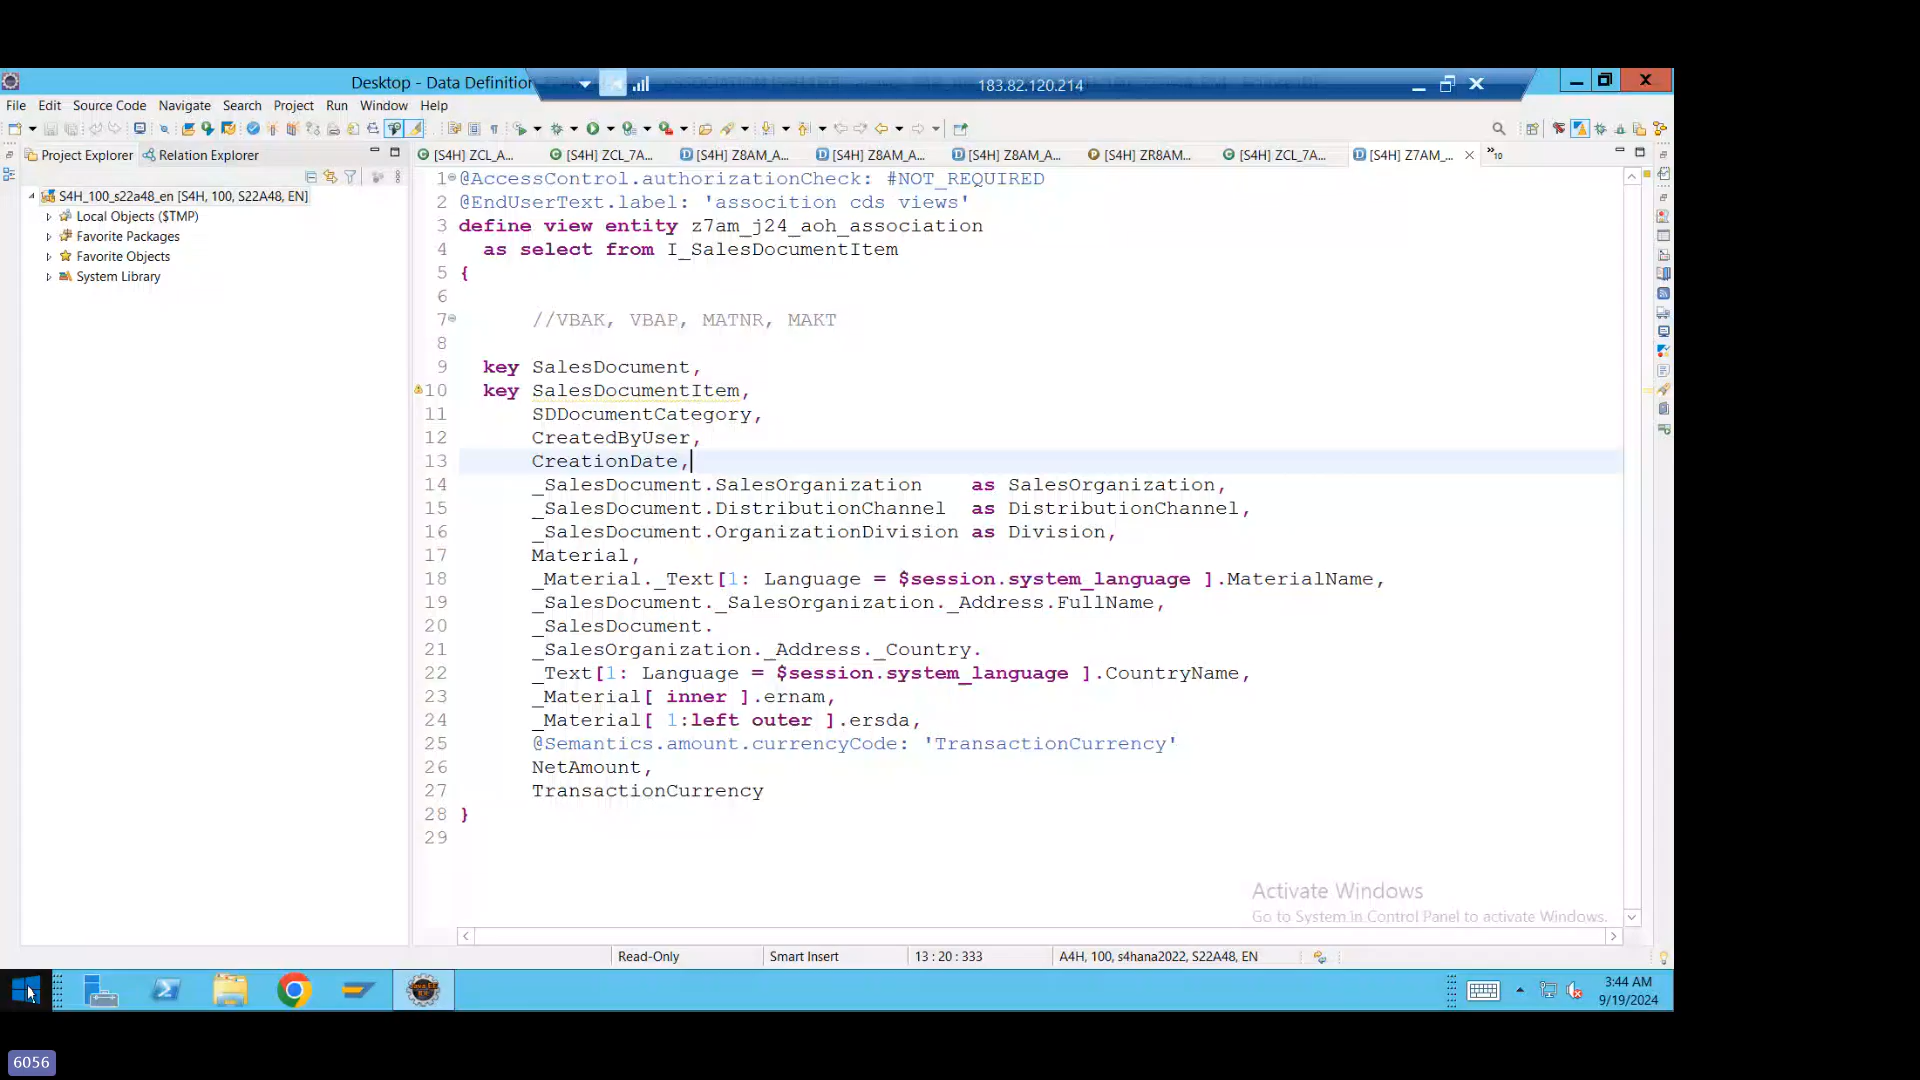 Desktop - Data Definition
183.82.120.214
File Edit Source Code Navigate Search Project Run Window Help
Project Explorer Relation Explorer
[S4H] ZCL_A... [S4H] ZCL_7A... [S4H] Z8AM_A... [S4H] Z8AM_A... [S4H] Z8AM_A... [S4H] ZR8AM... [S4H] ZCL_7A... [S4H] Z7AM_... »10
S4H_100_s22a48_en [S4H, 100, S22A48, EN]
Local Objects ($TMP)
Favorite Packages
Favorite Objects
System Library
1 @AccessControl.authorizationCheck: #NOT_REQUIRED
2 @EndUserText.label: 'assocition cds views'
3 define view entity z7am_j24_aoh_association
4 as select from I_SalesDocumentItem
5 {
6
7 //VBAK, VBAP, MATNR, MAKT
8
9 key SalesDocument,
10 key SalesDocumentItem,
11 SDDocumentCategory,
12 CreatedByUser,
13 CreationDate,
14 _SalesDocument.SalesOrganization as SalesOrganization,
15 _SalesDocument.DistributionChannel as DistributionChannel,
16 _SalesDocument.OrganizationDivision as Division,
17 Material,
18 _Material._Text[1: Language = $session.system_language ].MaterialName,
19 _SalesDocument._SalesOrganization._Address.FullName,
20 _SalesDocument.
21 _SalesOrganization._Address._Country.
22 _Text[1: Language = $session.system_language ].CountryName,
23 _Material[ inner ].ernam,
24 _Material[ 1:left outer ].ersda,
25 @Semantics.amount.currencyCode: 'TransactionCurrency'
26 NetAmount,
27 TransactionCurrency
28 }
29
Activate Windows
Go to System in Control Panel to activate Windows.
Read-Only Smart Insert 13 : 20 : 333 A4H, 100, s4hana2022, S22A48, EN
3:44 AM
9/19/2024
6056